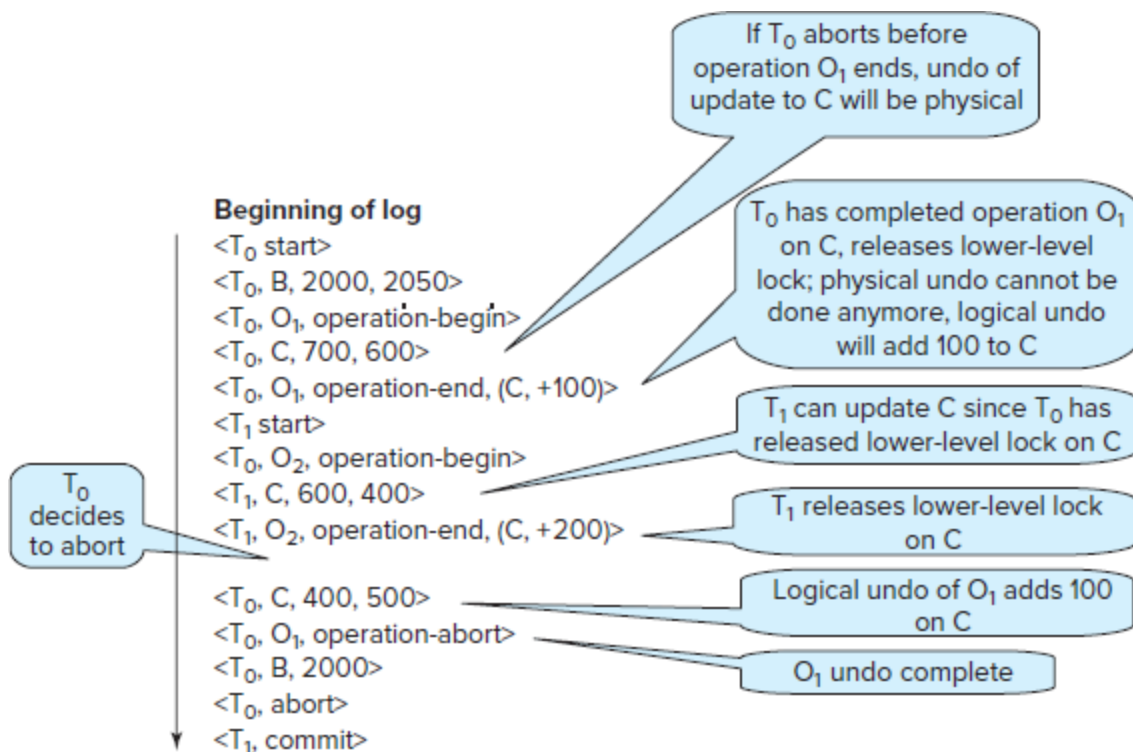 If T₀ aborts before
operation O₁ ends, undo of
update to C will be physical
Beginning of log
<T₀ start>
<T₀, B, 2000, 2050>
<T₀, O₁, operation-begin>
<T₀, C, 700, 600>
<T₀, O₁, operation-end, (C, +100)>
<T₁ start>
<T₀, O₂, operation-begin>
<T₁, C, 600, 400>
<T₁, O₂, operation-end, (C, +200)>
<T₀, C, 400, 500>
<T₀, O₁, operation-abort>
<T₀, B, 2000>
<T₀, abort>
<T₁, commit>
T₀ has completed operation O₁
on C, releases lower-level
lock; physical undo cannot be
done anymore, logical undo
will add 100 to C
T₁ can update C since T₀ has
released lower-level lock on C
T₀
decides
to abort
T₁ releases lower-level lock
on C
Logical undo of O₁ adds 100
on C
O₁ undo complete